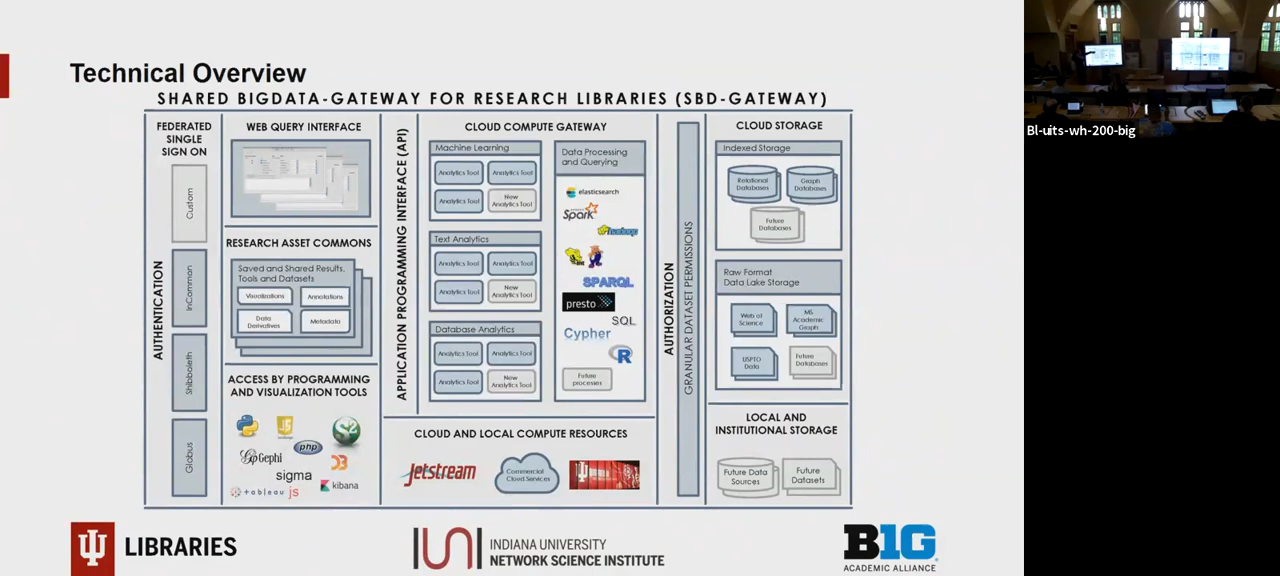 Technical Overview
SHARED BIGDATA-GATEWAY FOR RESEARCH LIBRARIES (SBD-GATEWAY)
FEDERATED
SINGLE
SIGN ON
AUTHENTICATION
Custom
InCommon
Shibboleth
Globus
WEB QUERY INTERFACE
RESEARCH ASSET COMMONS
Saved and Shared Results,
Tools and Datasets
Visualizations
Annotations
Data
Derivatives
Metadata
ACCESS BY PROGRAMMING
AND VISUALIZATION TOOLS
php
Gephi
sigma
js
tableau
kibana
APPLICATION PROGRAMMING INTERFACE (API)
CLOUD COMPUTE GATEWAY
Machine Learning
Analytics Tool
Analytics Tool
Analytics Tool
New
Analytics Tool
Text Analytics
Analytics Tool
Analytics Tool
Analytics Tool
New
Analytics Tool
Database Analytics
Analytics Tool
Analytics Tool
Analytics Tool
New
Analytics Tool
Data Processing
and Querying
elasticsearch
Spark
hadoop
SPARQL
presto
SQL
Cypher
R
Future
processes
CLOUD AND LOCAL COMPUTE RESOURCES
Jetstream
Commercial
Cloud Services
AUTHORIZATION
GRANULAR DATASET PERMISSIONS
CLOUD STORAGE
Indexed Storage
Relational
Databases
Graph
Databases
Future
Databases
Raw Format
Data Lake Storage
Web of
Science
MS
Academic
Graph
USPTO
Data
Future
Databases
LOCAL AND
INSTITUTIONAL STORAGE
Future Data
Sources
Future
Datasets
LIBRARIES
IUNI
INDIANA UNIVERSITY
NETWORK SCIENCE INSTITUTE
B1G
ACADEMIC ALLIANCE
Bl-uits-wh-200-big